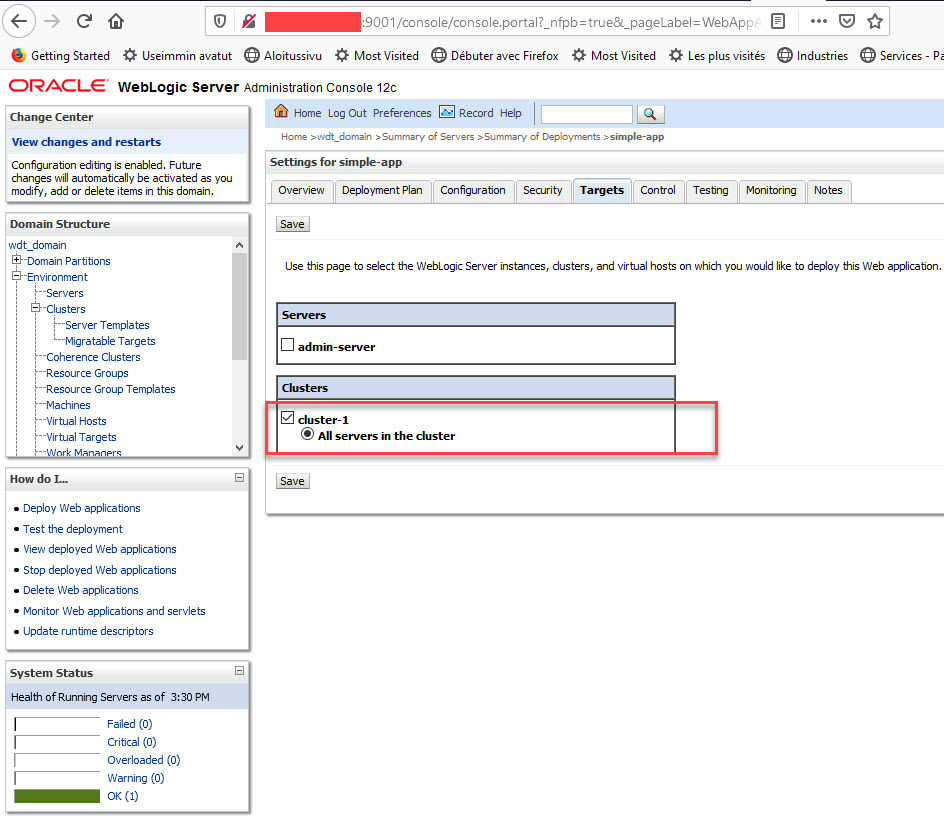 :9001/console/console.portal?_nfpb=true&_pageLabel=WebAppA
Getting Started Useimmin avatut Aloitussivu Most Visited Débuter avec Firefox Most Visited Les plus visités Industries Services - Pa
ORACLE WebLogic Server Administration Console 12c
Change Center
View changes and restarts
Configuration editing is enabled. Future
changes will automatically be activated as you
modify, add or delete items in this domain.
Domain Structure
wdt_domain
Domain Partitions
Environment
Servers
Clusters
Server Templates
Migratable Targets
Coherence Clusters
Resource Groups
Resource Group Templates
Machines
Virtual Hosts
Virtual Targets
Work Managers
How do I...
Deploy Web applications
Test the deployment
View deployed Web applications
Stop deployed Web applications
Delete Web applications
Monitor Web applications and servlets
Update runtime descriptors
System Status
Health of Running Servers as of 3:30 PM
Failed (0)
Critical (0)
Overloaded (0)
Warning (0)
OK (1)
Home Log Out Preferences Record Help
Home >wdt_domain >Summary of Servers >Summary of Deployments >simple-app
Settings for simple-app
Overview Deployment Plan Configuration Security Targets Control Testing Monitoring Notes
Save
Use this page to select the WebLogic Server instances, clusters, and virtual hosts on which you would like to deploy this Web application.
Servers
admin-server
Clusters
cluster-1
All servers in the cluster
Save